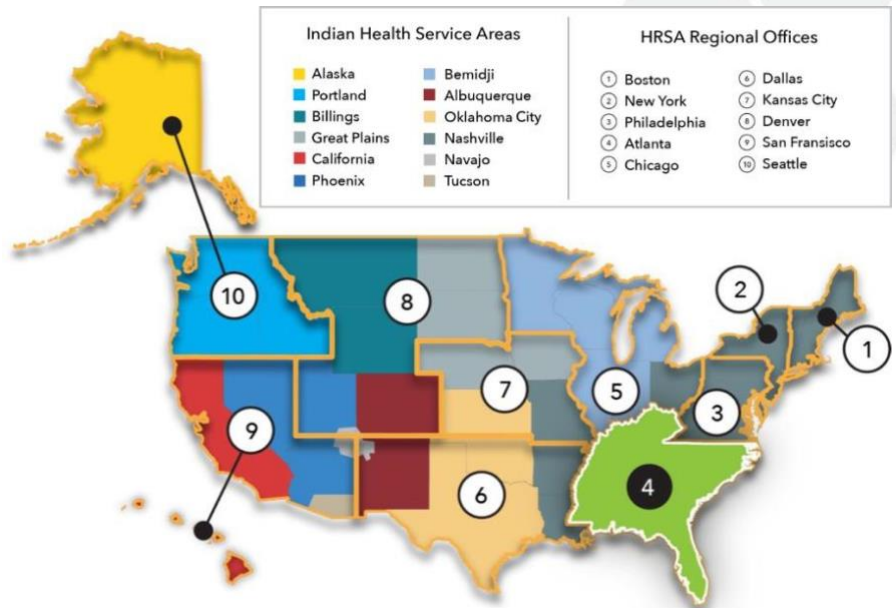 Indian Health Service Areas
Alaska
Portland
Billings
Great Plains
California
Phoenix
Bemidji
Albuquerque
Oklahoma City
Nashville
Navajo
Tucson
HRSA Regional Offices
1 Boston
2 New York
3 Philadelphia
4 Atlanta
5 Chicago
6 Dallas
7 Kansas City
8 Denver
9 San Fransisco
10 Seattle
10
8
2
1
7
5
3
9
6
4